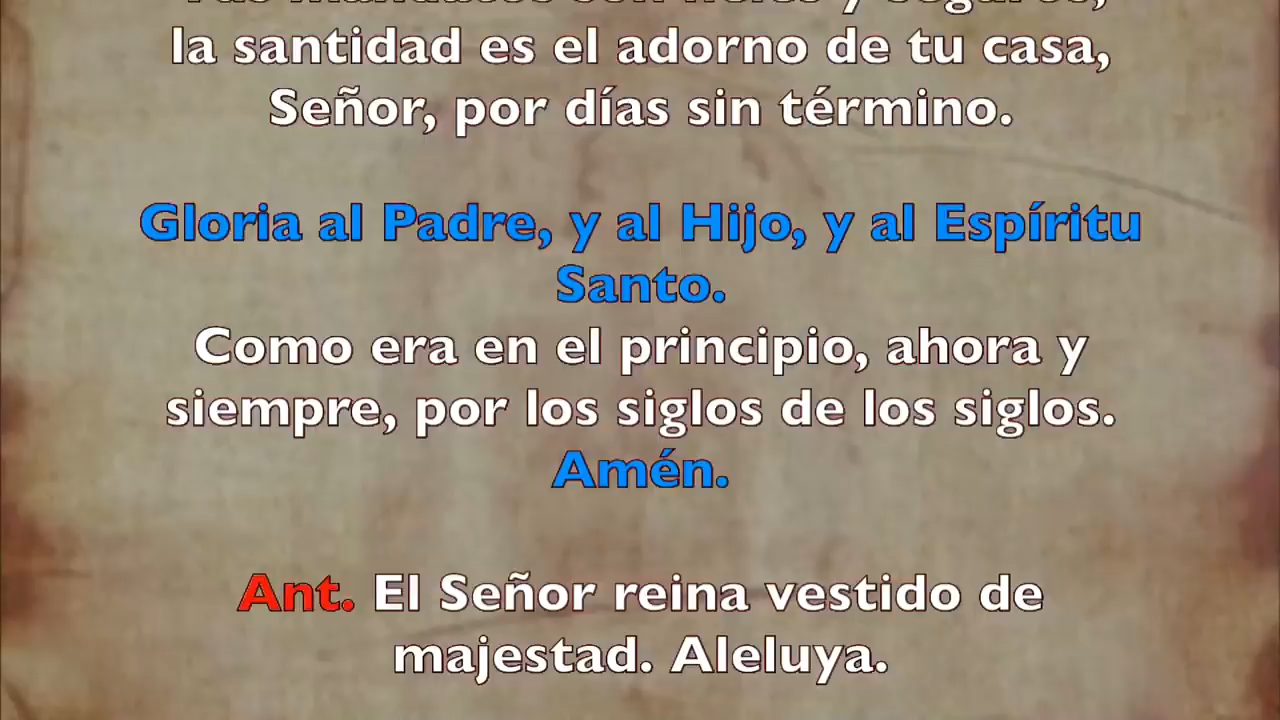 la santidad es el adorno de tu casa,
Señor, por días sin término.
Gloria al Padre, y al Hijo, y al Espíritu
Santo.
Como era en el principio, ahora y
siempre, por los siglos de los siglos.
Amén.
Ant. El Señor reina vestido de
majestad. Aleluya.